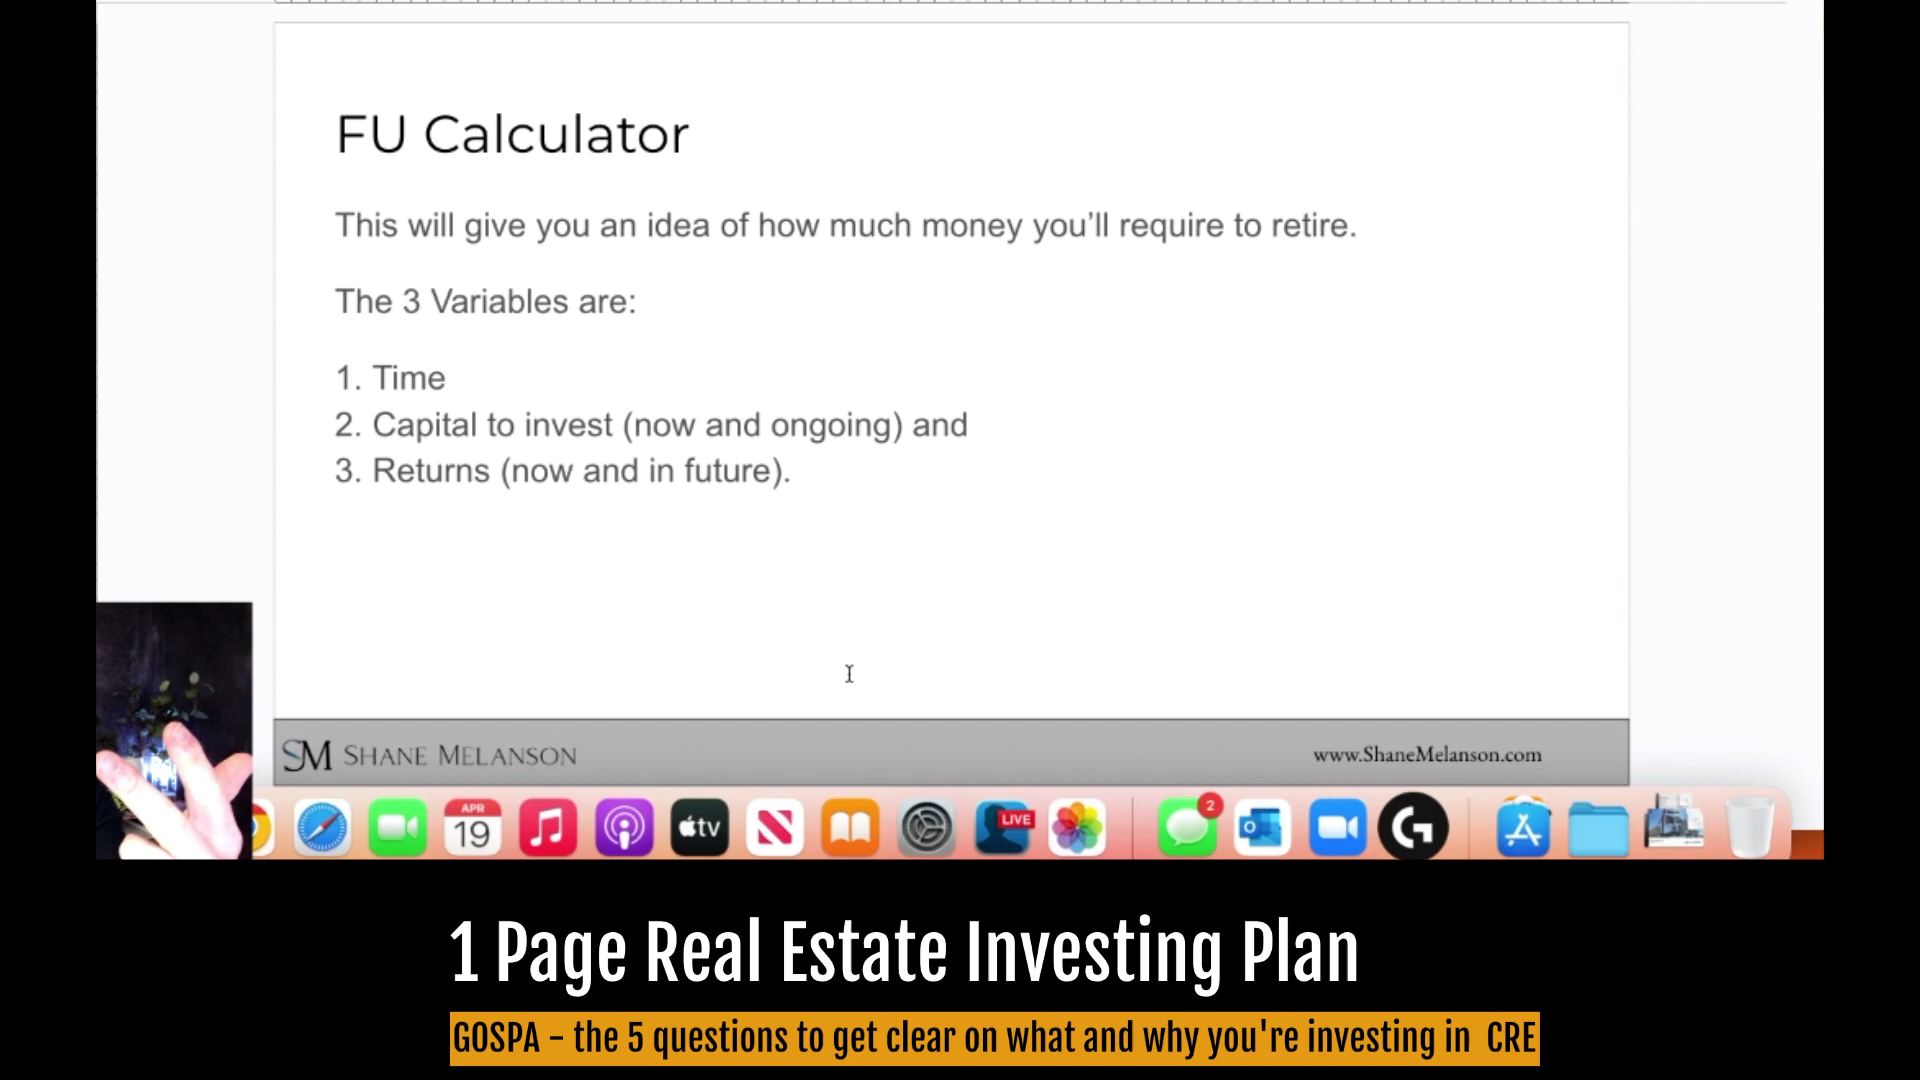 FU Calculator
This will give you an idea of how much money you'll require to retire.
The 3 Variables are:
1. Time
2. Capital to invest (now and ongoing) and
3. Returns (now and in future).
SM SHANE MELANSON
www.ShaneMelanson.com
APR
19
tv
LIVE
2
1 Page Real Estate Investing Plan
GOSPA - the 5 questions to get clear on what and why you're investing in CRE